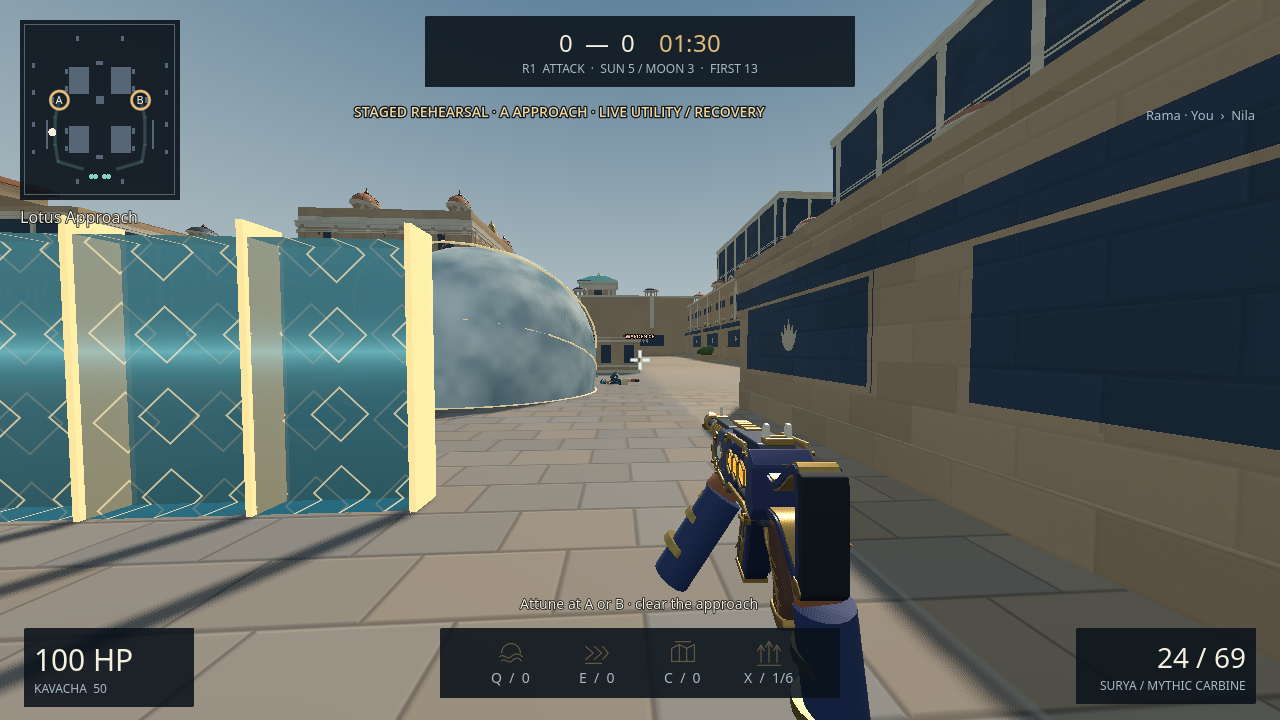 0 — 0 01:30
R1 ATTACK · SUN 5 / MOON 3 · FIRST 13
STAGED REHEARSAL · A APPROACH · LIVE UTILITY / RECOVERY
Rama · You › Nila
A
B
Lotus Approach
Attune at A or B · clear the approach
100 HP
KAVACHA 50
Q / 0
E / 0
C / 0
X / 1/6
24 / 69
SURYA / MYTHIC CARBINE